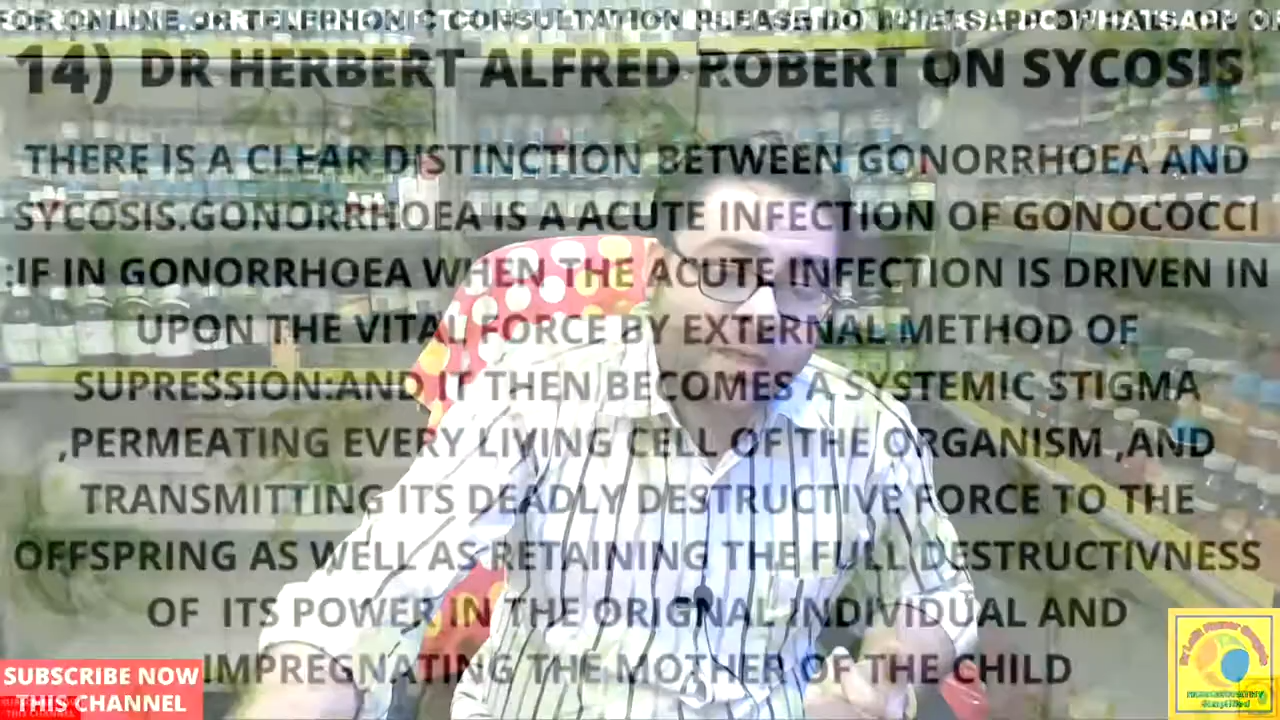 FOR ONLINE OR TELEPHONIC CONSULTATION PLEASE DO WHATSAPP
14) DR HERBERT ALFRED ROBERT ON SYCOSIS
THERE IS A CLEAR DISTINCTION BETWEEN GONORRHOEA AND
SYCOSIS.GONORRHOEA IS A ACUTE INFECTION OF GONOCOCCI
:IF IN GONORRHOEA WHEN THE ACUTE INFECTION IS DRIVEN IN
UPON THE VITAL FORCE BY EXTERNAL METHOD OF
SUPRESSION:AND IT THEN BECOMES A SYSTEMIC STIGMA
,PERMEATING EVERY LIVING CELL OF THE ORGANISM ,AND
TRANSMITTING ITS DEADLY DESTRUCTIVE FORCE TO THE
OFFSPRING AS WELL AS RETAINING THE FULL DESTRUCTIVNESS
OF ITS POWER IN THE ORIGNAL INDIVIDUAL AND
IMPREGNATING THE MOTHER OF THE CHILD
SUBSCRIBE NOW
THIS CHANNEL